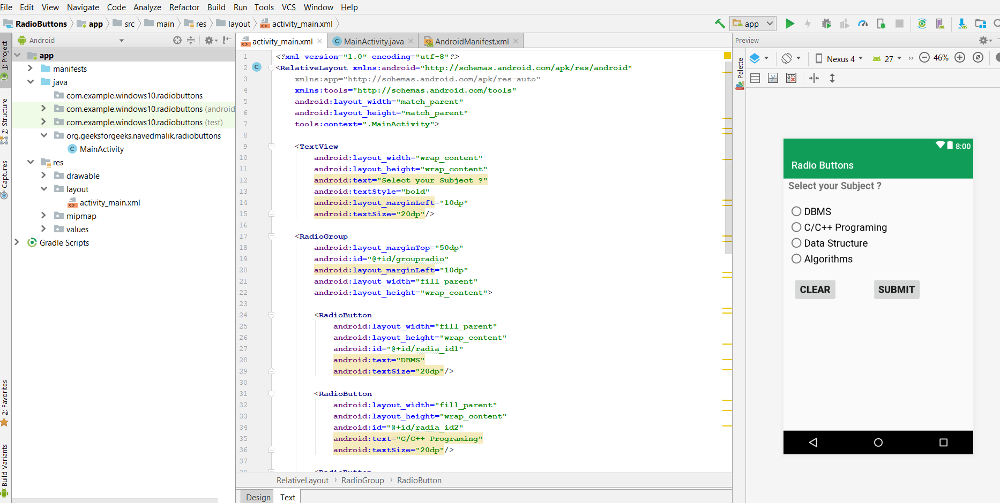 File Edit View Navigate Code Analyze Refactor Build Run Tools VCS Window Help
RadioButtons app src main res layout activity_main.xml app
1: Project
7: Structure
Captures
2: Favorites
Build Variants
Android
app
manifests
java
com.example.windows10.radiobuttons
com.example.windows10.radiobuttons (android
com.example.windows10.radiobuttons (test)
org.geeksforgeeks.navedmalik.radiobuttons
MainActivity
res
drawable
layout
activity_main.xml
mipmap
values
Gradle Scripts
activity_main.xml MainActivity.java AndroidManifest.xml
1 <?xml version="1.0" encoding="utf-8"?>
2 <RelativeLayout xmlns:android="http://schemas.android.com/apk/res/android"
3 xmlns:app="http://schemas.android.com/apk/res-auto"
4 xmlns:tools="http://schemas.android.com/tools"
5 android:layout_width="match_parent"
6 android:layout_height="match_parent"
7 tools:context=".MainActivity">
8
9 <TextView
10 android:layout_width="wrap_content"
11 android:layout_height="wrap_content"
12 android:text="Select your Subject ?"
13 android:textStyle="bold"
14 android:layout_marginLeft="10dp"
15 android:textSize="20dp"/>
16
17 <RadioGroup
18 android:layout_marginTop="50dp"
19 android:id="@+id/groupradio"
20 android:layout_marginLeft="10dp"
21 android:layout_width="fill_parent"
22 android:layout_height="wrap_content">
23
24 <RadioButton
25 android:layout_width="fill_parent"
26 android:layout_height="wrap_content"
27 android:id="@+id/radia_id1"
28 android:text="DBMS"
29 android:textSize="20dp"/>
30
31 <RadioButton
32 android:layout_width="fill_parent"
33 android:layout_height="wrap_content"
34 android:id="@+id/radia_id2"
35 android:text="C/C++ Programing"
36 android:textSize="20dp"/>
37
38 <RadioButton
RelativeLayout › RadioGroup › RadioButton
Design Text
Preview
Palette
Nexus 4 27 » 46%
8:00
Radio Buttons
Select your Subject ?
DBMS
C/C++ Programing
Data Structure
Algorithms
CLEAR SUBMIT